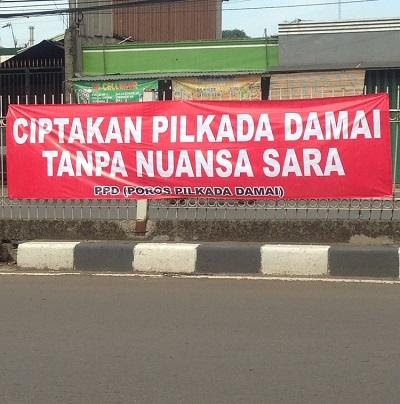 CIPTAKAN PILKADA DAMAI
TANPA NUANSA SARA
PPD (POROS PILKADA DAMAI)